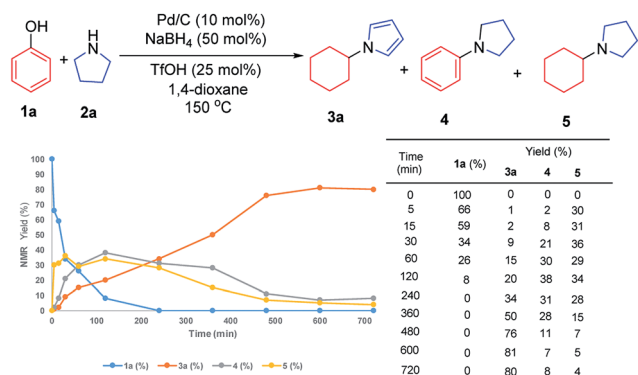 OH
H
N
+
Pd/C (10 mol%)
NaBH₄ (50 mol%)
TfOH (25 mol%)
1,4-dioxane
150 °C
N
+
N
+
N
1a
2a
3a
4
5
100
90
80
70
60
50
40
30
20
10
0
NMR Yield (%)
0 100 200 300 400 500 600 700
Time (min)
1a (%) 3a (%) 4 (%) 5 (%)
Time (min) 1a (%) Yield (%)
3a 4 5
0 100 0 0 0
5 66 1 2 30
15 59 2 8 31
30 34 9 21 36
60 26 15 30 29
120 8 20 38 34
240 0 34 31 28
360 0 50 28 15
480 0 76 11 7
600 0 81 7 5
720 0 80 8 4